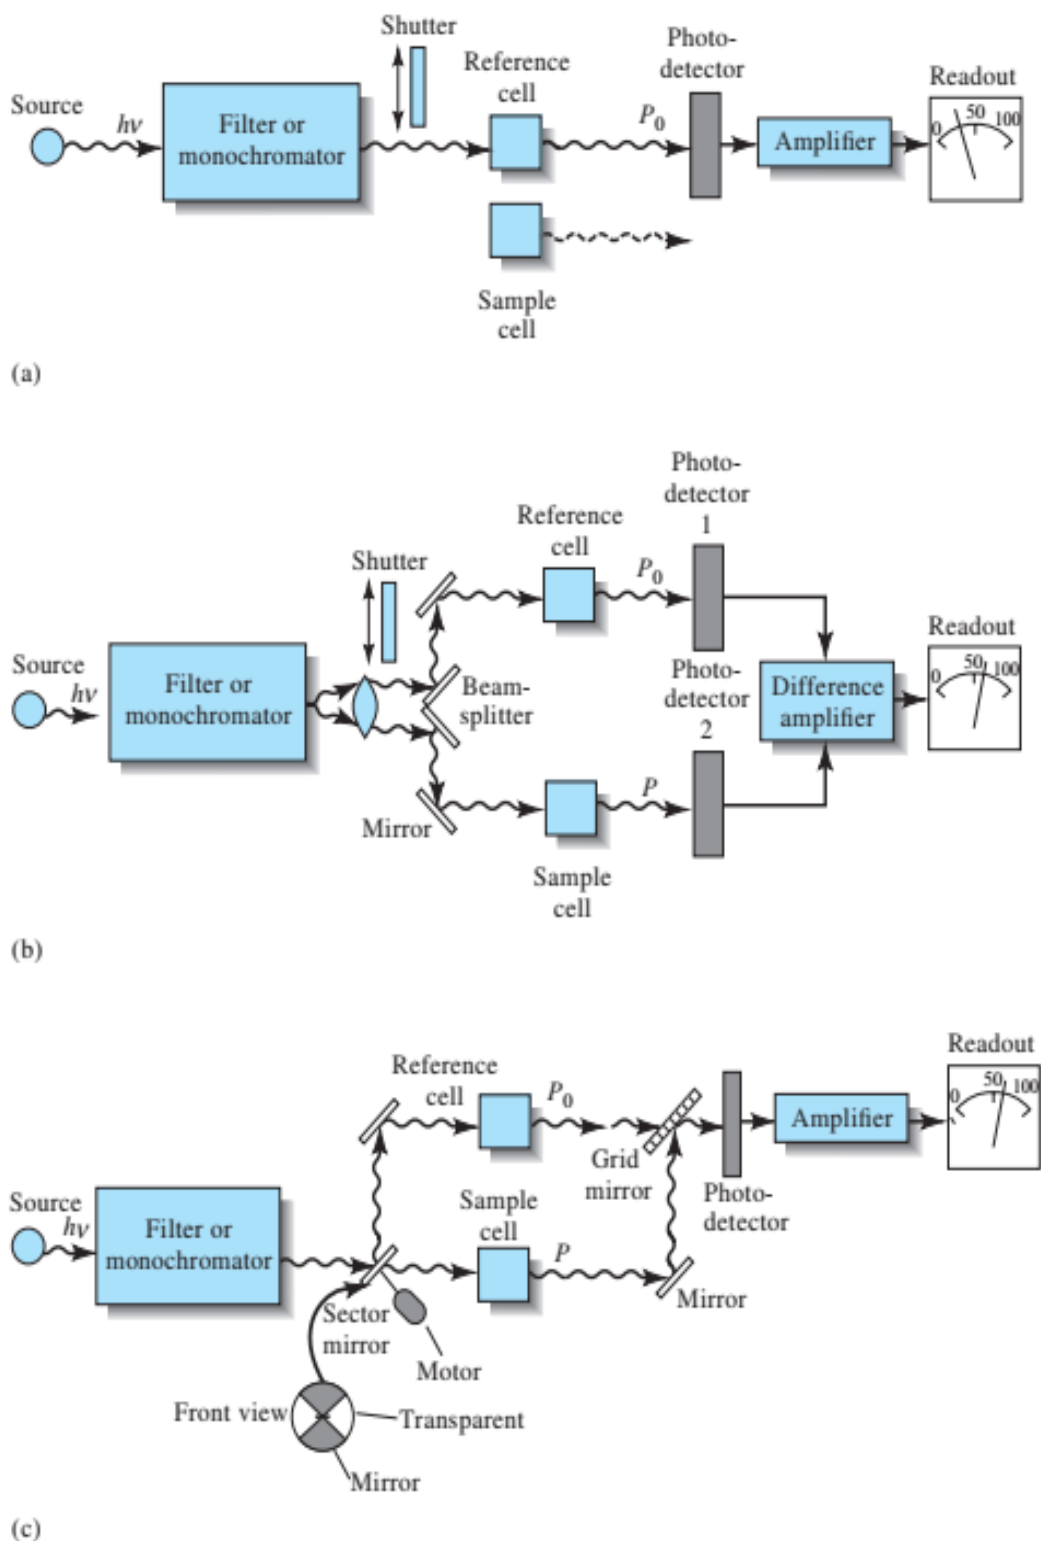 Shutter
Source
hν
Filter or
monochromator
Reference
cell
P0
Photo-
detector
Amplifier
Readout
0 50 100
Sample
cell
(a)
Source
hν
Filter or
monochromator
Shutter
Beam-
splitter
Mirror
Reference
cell
P0
Photo-
detector
1
Sample
cell
P
Photo-
detector
2
Difference
amplifier
Readout
0 50 100
(b)
Source
hν
Filter or
monochromator
Reference
cell
P0
Sample
cell
P
Grid
mirror
Mirror
Photo-
detector
Amplifier
Readout
0 50 100
Sector
mirror
Motor
Front view
Transparent
Mirror
(c)